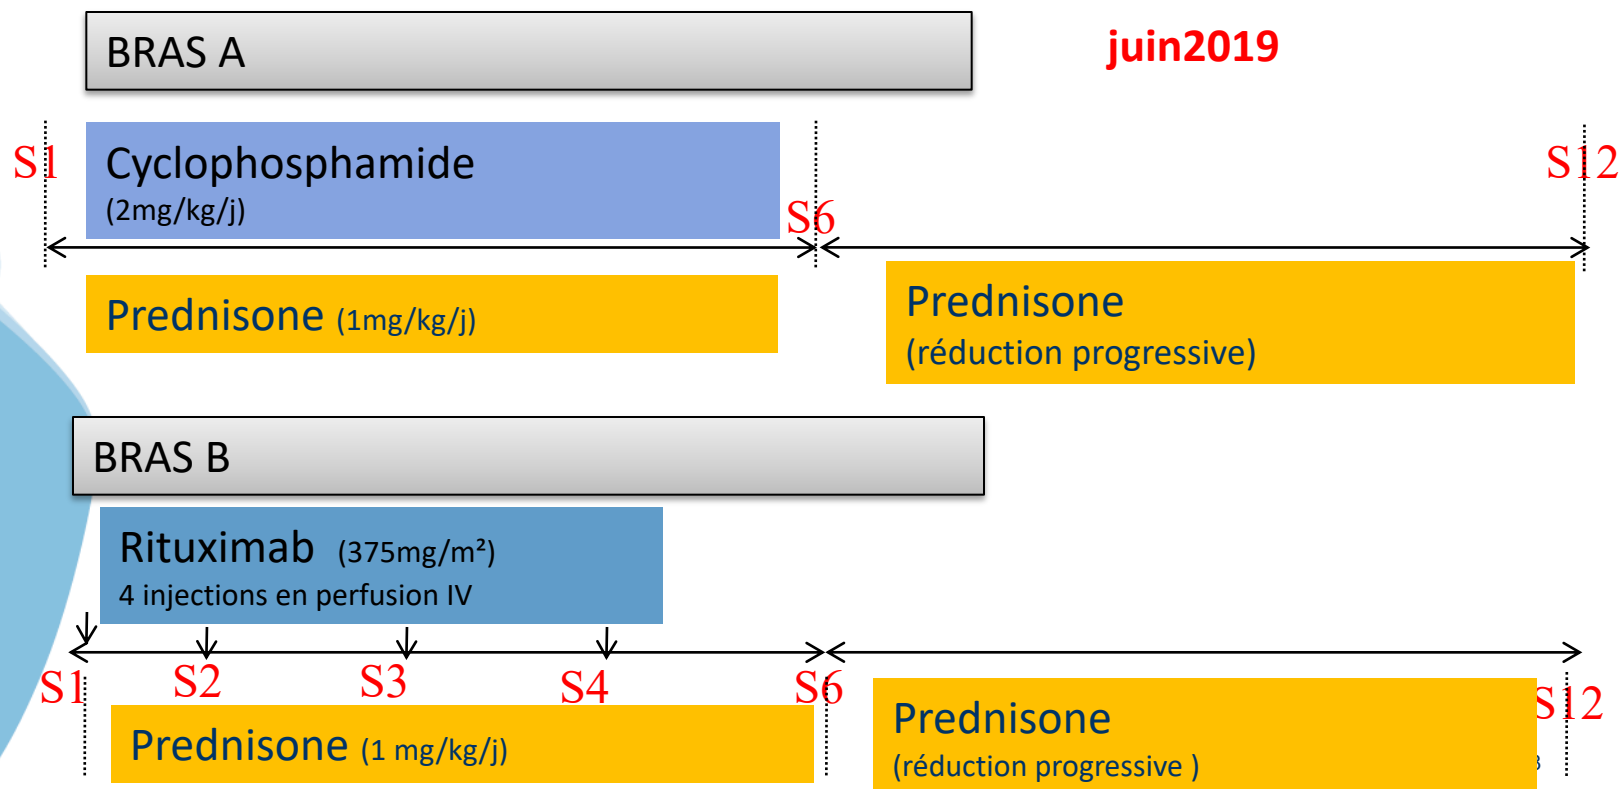 BRAS A
juin2019
S1
Cyclophosphamide
(2mg/kg/j)
S6
S12
Prednisone (1mg/kg/j)
Prednisone
(réduction progressive)
BRAS B
Rituximab (375mg/m²)
4 injections en perfusion IV
S1
S2
S3
S4
S6
S12
Prednisone (1 mg/kg/j)
Prednisone
(réduction progressive )